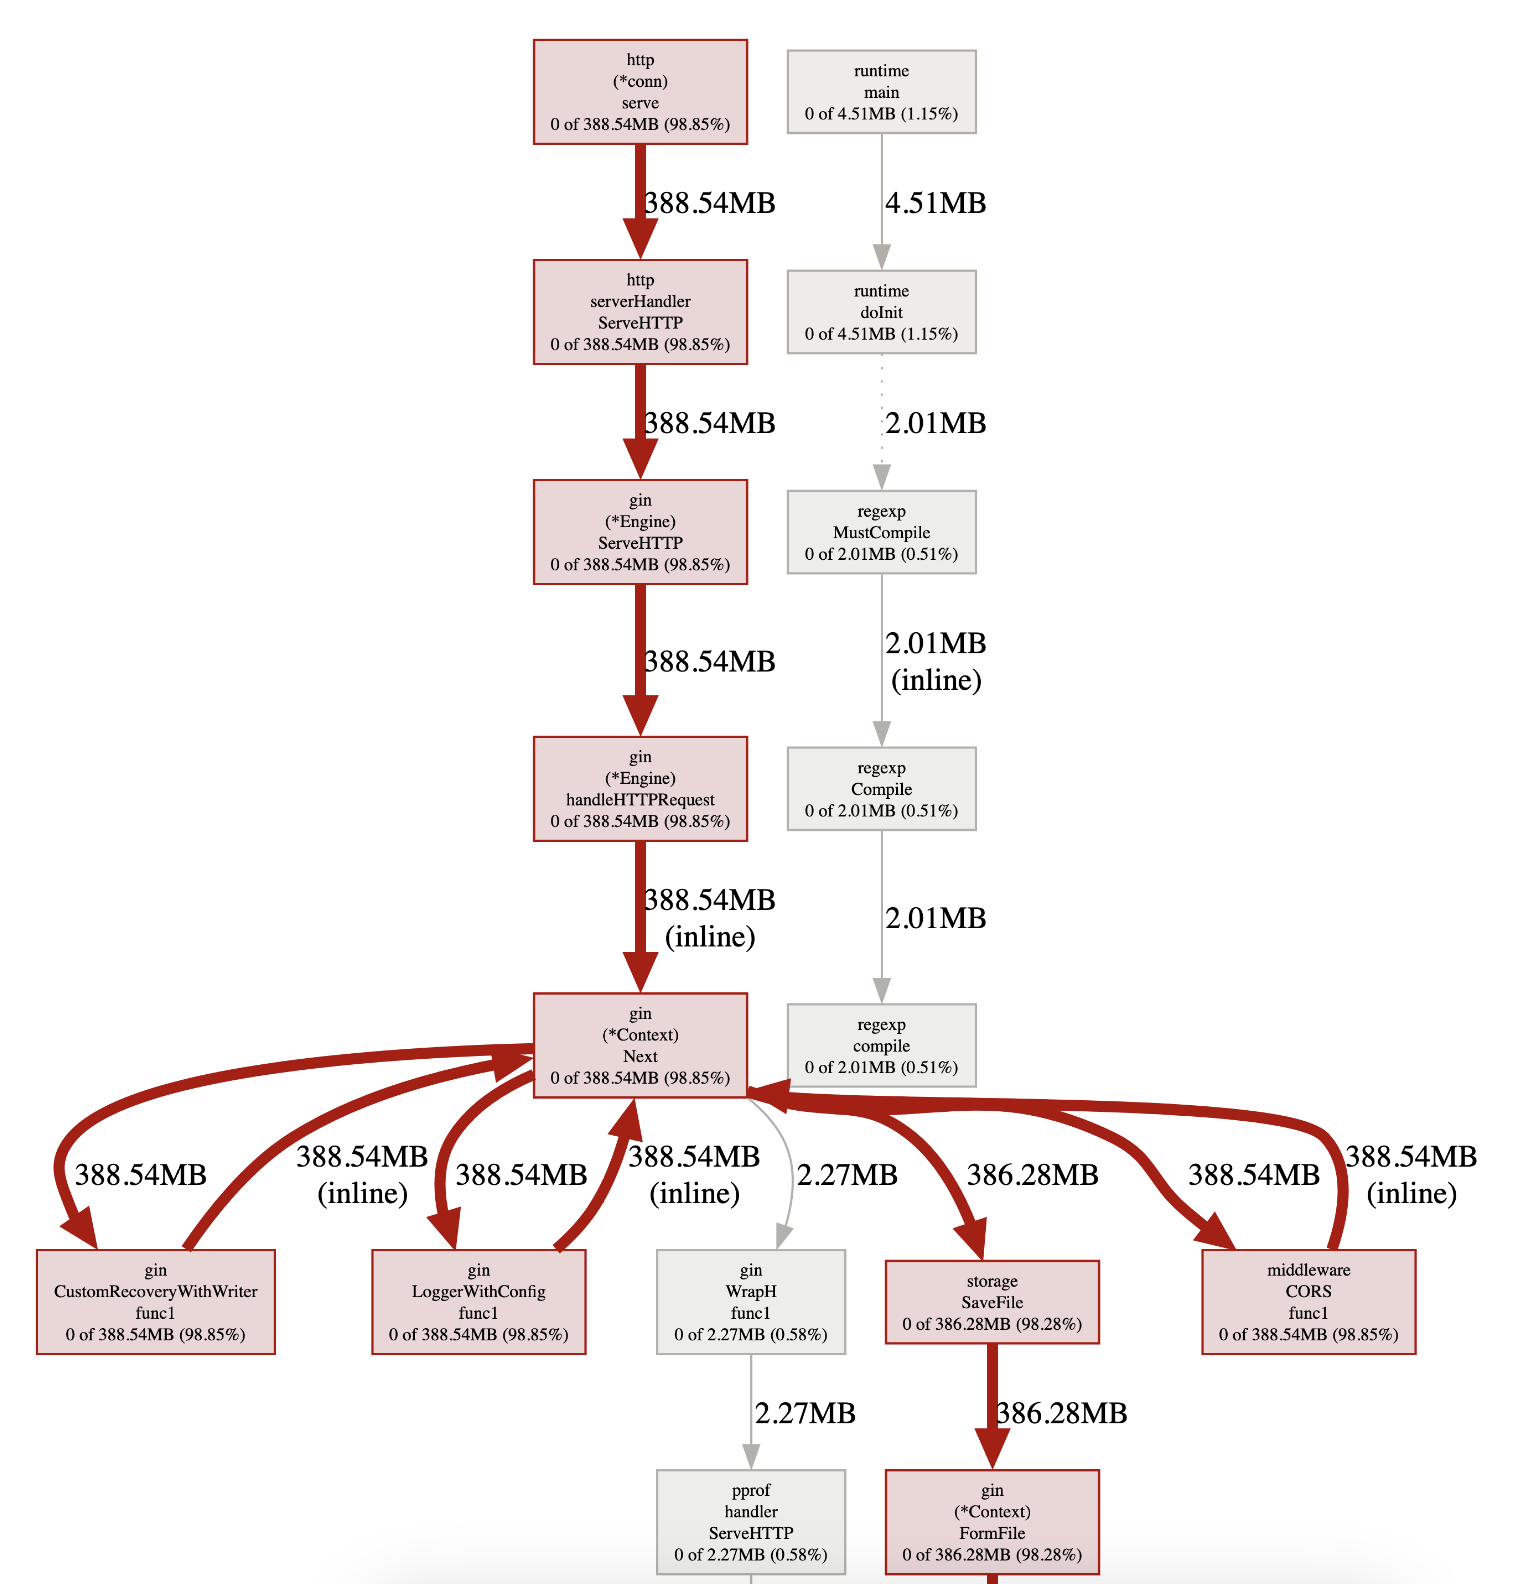 http
(*conn)
serve
0 of 388.54MB (98.85%)
runtime
main
0 of 4.51MB (1.15%)
388.54MB
4.51MB
http
serverHandler
ServeHTTP
0 of 388.54MB (98.85%)
runtime
doInit
0 of 4.51MB (1.15%)
388.54MB
2.01MB
gin
(*Engine)
ServeHTTP
0 of 388.54MB (98.85%)
regexp
MustCompile
0 of 2.01MB (0.51%)
388.54MB
2.01MB
(inline)
gin
(*Engine)
handleHTTPRequest
0 of 388.54MB (98.85%)
regexp
Compile
0 of 2.01MB (0.51%)
388.54MB
(inline)
2.01MB
gin
(*Context)
Next
0 of 388.54MB (98.85%)
regexp
compile
0 of 2.01MB (0.51%)
388.54MB
388.54MB
(inline)
388.54MB
388.54MB
(inline)
2.27MB
386.28MB
388.54MB
388.54MB
(inline)
gin
CustomRecoveryWithWriter
func1
0 of 388.54MB (98.85%)
gin
LoggerWithConfig
func1
0 of 388.54MB (98.85%)
gin
WrapH
func1
0 of 2.27MB (0.58%)
storage
SaveFile
0 of 386.28MB (98.28%)
middleware
CORS
func1
0 of 388.54MB (98.85%)
2.27MB
386.28MB
pprof
handler
ServeHTTP
0 of 2.27MB (0.58%)
gin
(*Context)
FormFile
0 of 386.28MB (98.28%)